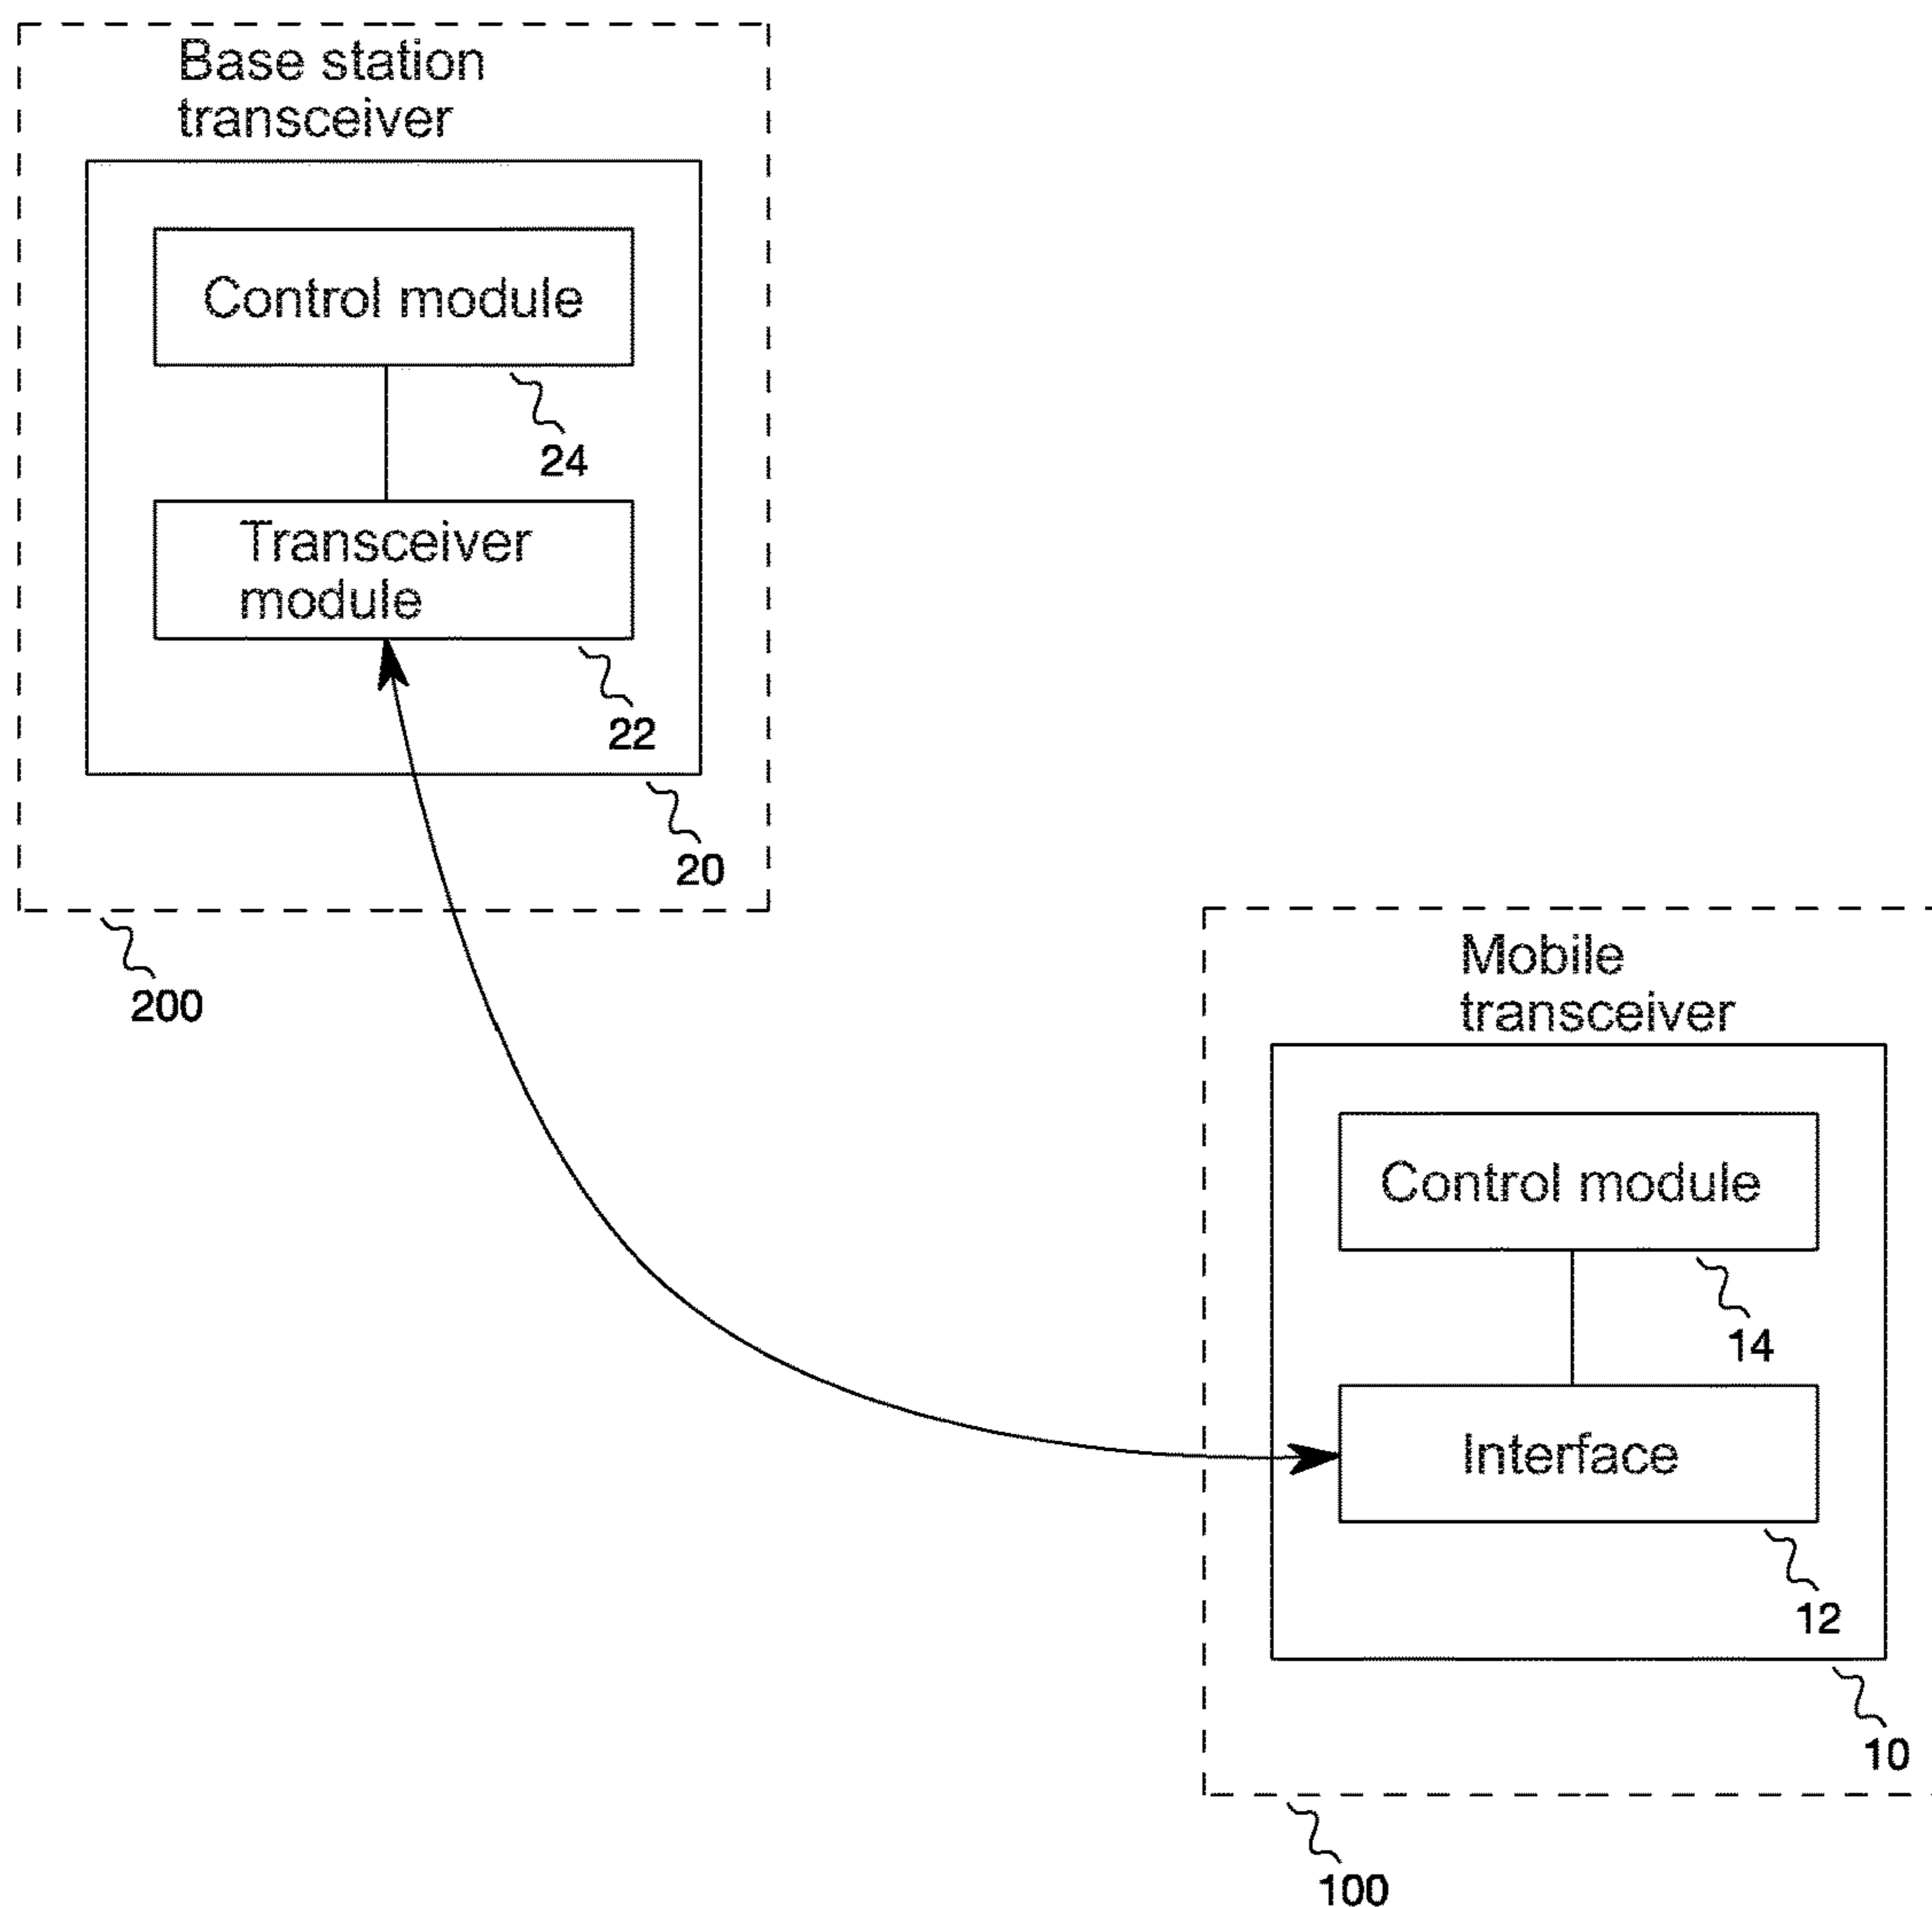 Base station
transceiver
Control module
24
Transceiver
module
22
20
200
Mobile
transceiver
Control module
14
Interface
12
10
100